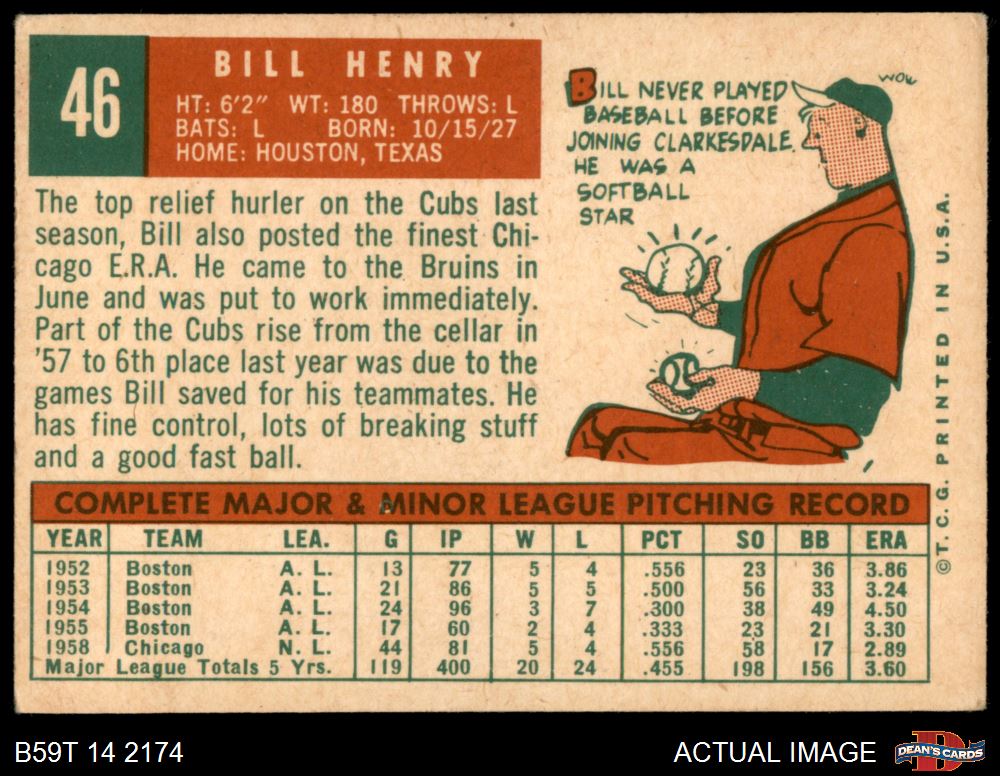 46
BILL HENRY
HT: 6'2" WT: 180 THROWS: L
BATS: L BORN: 10/15/27
HOME: HOUSTON, TEXAS
The top relief hurler on the Cubs last
season, Bill also posted the finest Chi-
cago E.R.A. He came to the Bruins in
June and was put to work immediately.
Part of the Cubs rise from the cellar in
'57 to 6th place last year was due to the
games Bill saved for his teammates. He
has fine control, lots of breaking stuff
and a good fast ball.
BILL NEVER PLAYED
BASEBALL BEFORE
JOINING CLARKESDALE.
HE WAS A
SOFTBALL
STAR
WOW
COMPLETE MAJOR & MINOR LEAGUE PITCHING RECORD
YEAR TEAM LEA. G IP W L PCT SO BB ERA
1952 Boston A. L. 13 77 5 4 .556 23 36 3.86
1953 Boston A. L. 21 86 5 5 .500 56 33 3.24
1954 Boston A. L. 24 96 3 7 .300 38 49 4.50
1955 Boston A. L. 17 60 2 4 .333 23 21 3.30
1958 Chicago N. L. 44 81 5 4 .556 58 17 2.89
Major League Totals 5 Yrs. 119 400 20 24 .455 198 156 3.60
©T. C. G. PRINTED IN U.S.A.
B59T 14 2174
ACTUAL IMAGE
D
DEAN'S CARDS